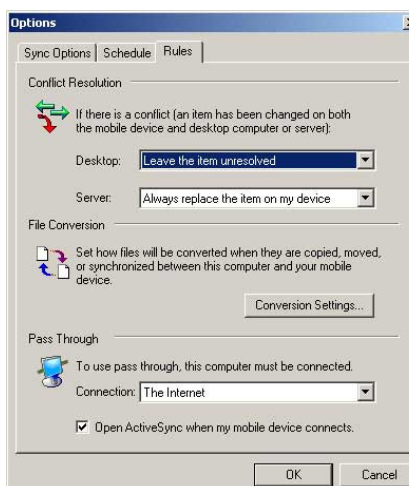 Options
Sync Options Schedule Rules
Conflict Resolution
If there is a conflict (an item has been changed on both
the mobile device and desktop computer or server):
Desktop: Leave the item unresolved
Server: Always replace the item on my device
File Conversion
Set how files will be converted when they are copied, moved,
or synchronized between this computer and your mobile
device.
Conversion Settings...
Pass Through
To use pass through, this computer must be connected.
Connection: The Internet
Open ActiveSync when my mobile device connects.
OK Cancel